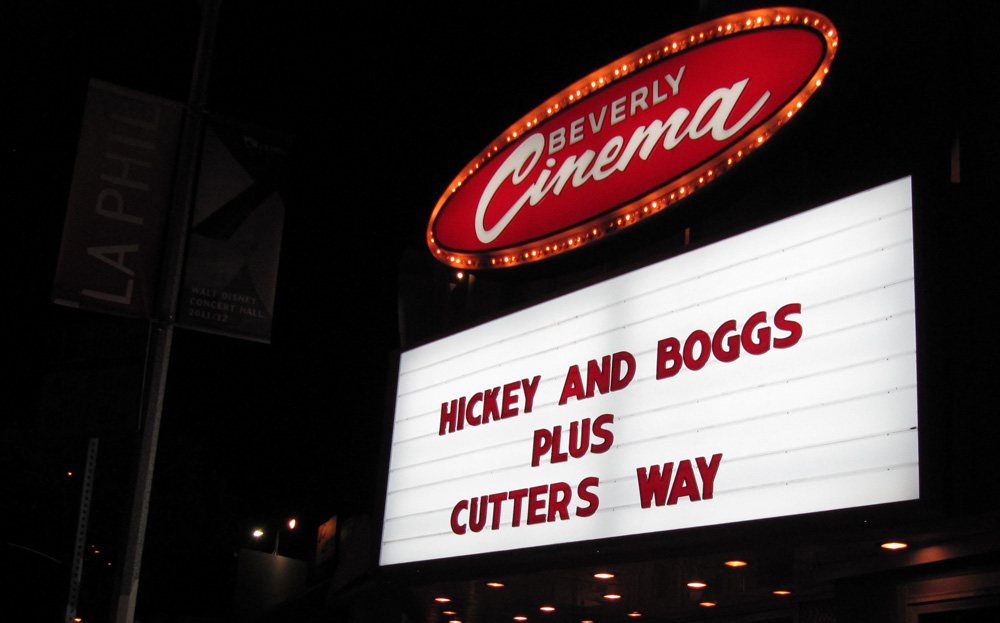 LA PHIL
WALT DISNEY
CONCERT HALL
2011/12
BEVERLY
Cinema
HICKEY AND BOGGS
PLUS
CUTTERS WAY